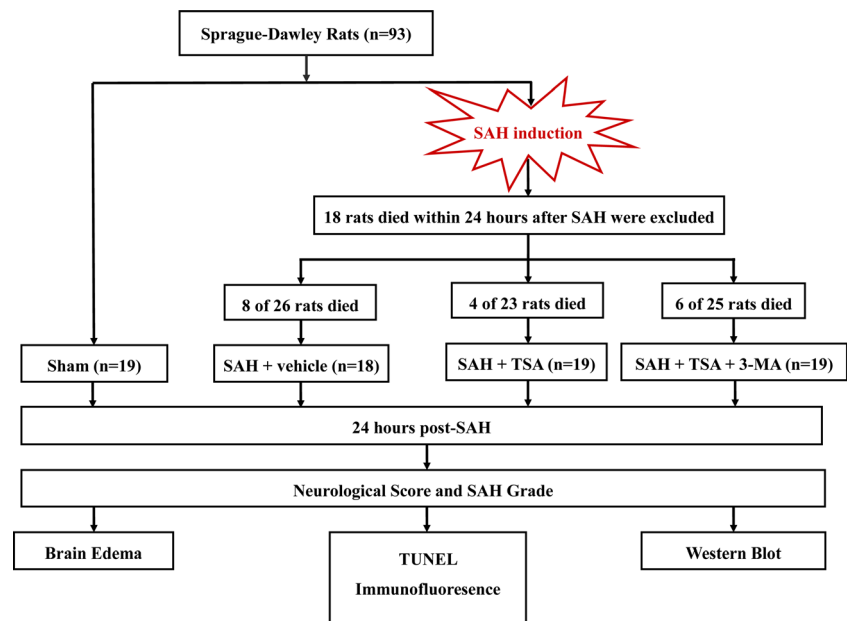 Sprague-Dawley Rats (n=93)
SAH induction
18 rats died within 24 hours after SAH were excluded
8 of 26 rats died
4 of 23 rats died
6 of 25 rats died
Sham (n=19)
SAH + vehicle (n=18)
SAH + TSA (n=19)
SAH + TSA + 3-MA (n=19)
24 hours post-SAH
Neurological Score and SAH Grade
Brain Edema
TUNEL
Immunofluoresence
Western Blot